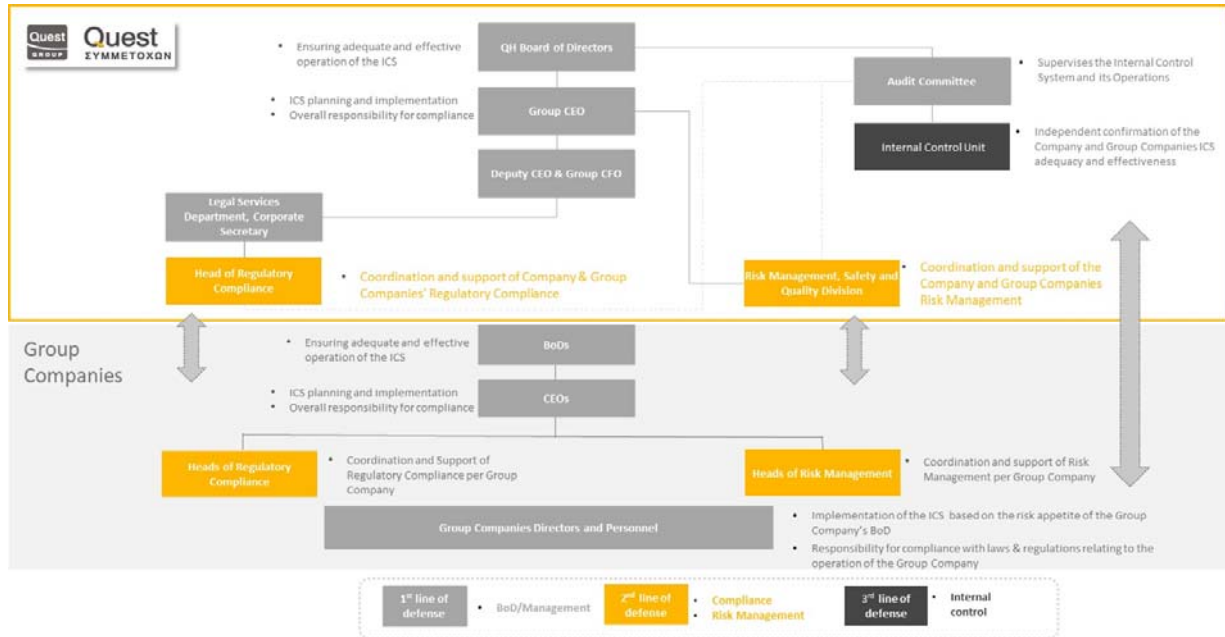 Quest
GROUP
Quest
ΣΥΜΜΕΤΟΧΩΝ
• Ensuring adequate and effective
operation of the ICS
QH Board of Directors
• ICS planning and implementation
• Overall responsibility for compliance
Group CEO
Deputy CEO & Group CFO
Audit Committee
• Supervises the Internal Control
System and its Operations
Internal Control Unit
• Independent confirmation of the
Company and Group Companies ICS
adequacy and effectiveness
Legal Services
Department, Corporate
Secretary
Head of Regulatory
Compliance
• Coordination and support of Company & Group
Companies' Regulatory Compliance
Risk Management, Safety and
Quality Division
• Coordination and support of the
Company and Group Companies
Risk Management
Group
Companies
• Ensuring adequate and effective
operation of the ICS
BoDs
• ICS planning and implementation
• Overall responsibility for compliance
CEOs
Heads of Regulatory
Compliance
• Coordination and Support of
Regulatory Compliance per Group
Company
Heads of Risk Management
• Coordination and support of Risk
Management per Group Company
Group Companies Directors and Personnel
• Implementation of the ICS based on the risk appetite of the Group
Company's BoD
• Responsibility for compliance with laws & regulations relating to the
operation of the Group Company
1st line of
defense
• BoD/Management
2nd line of
defense
• Compliance
• Risk Management
3rd line of
defense
• Internal
control